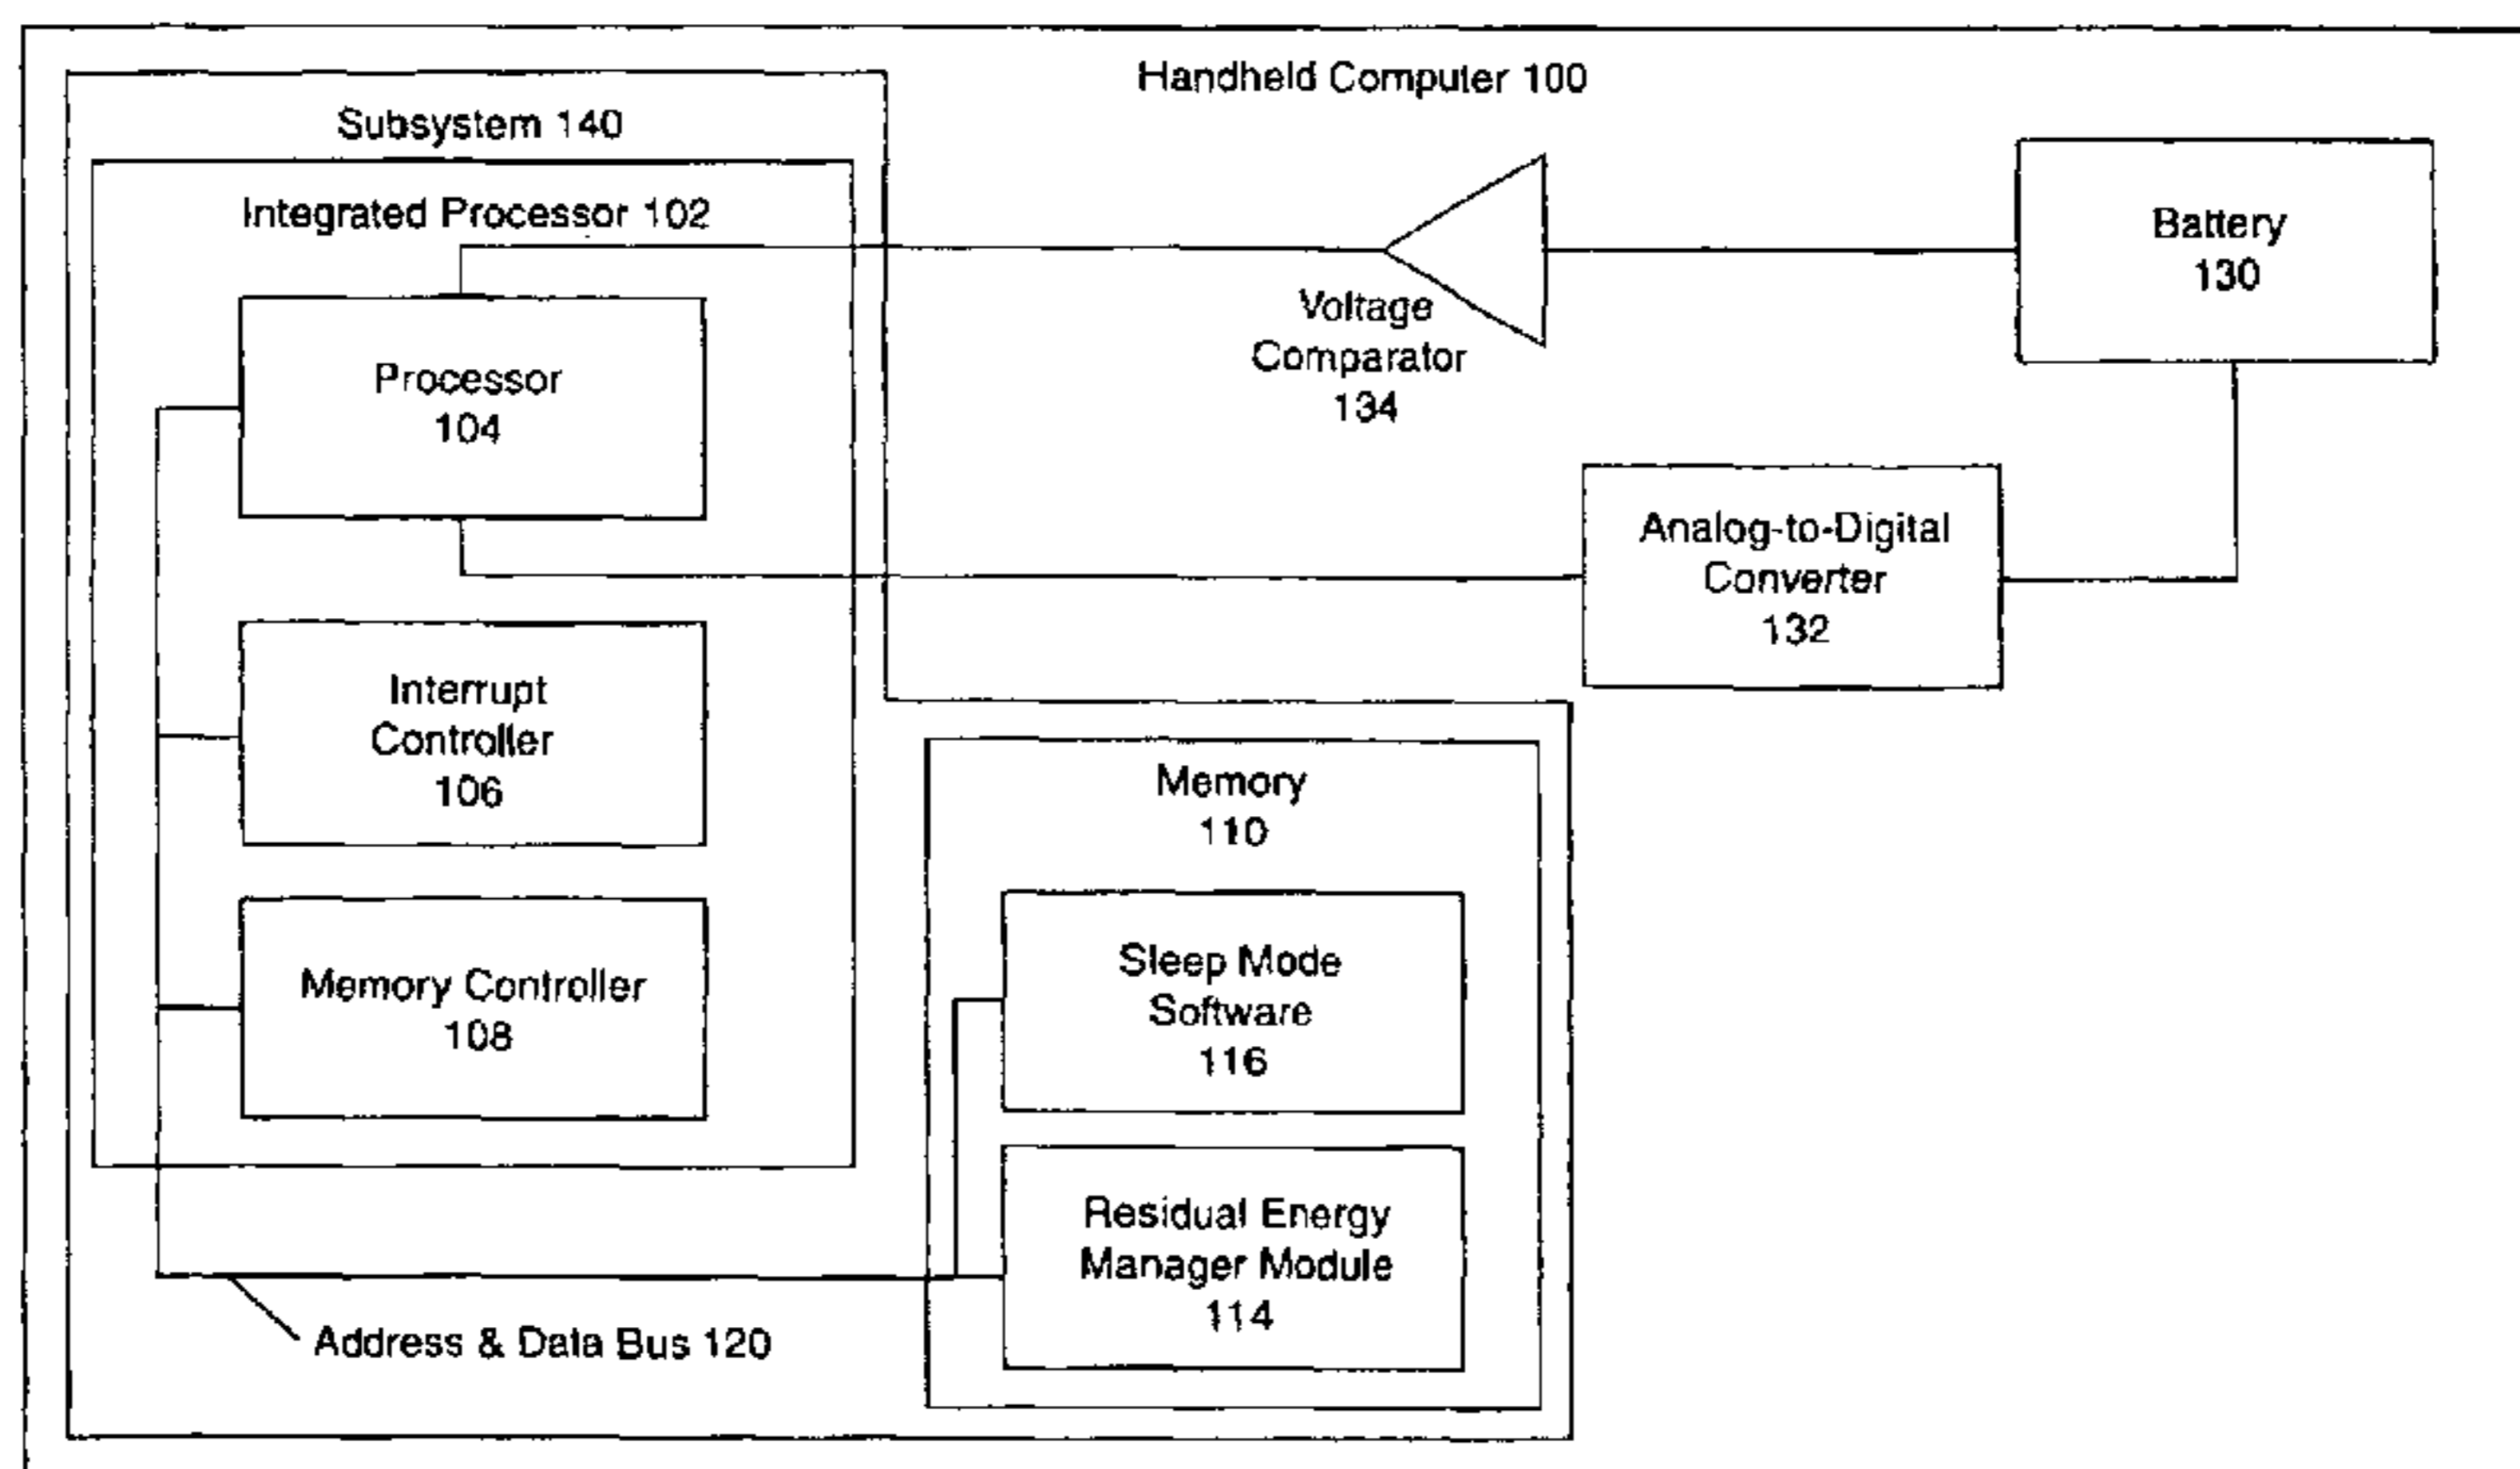 Handheld Computer 100
Subsystem 140
Integrated Processor 102
Battery
130
Voltage
Comparator
134
Processor
104
Analog-to-Digital
Converter
132
Interrupt
Controller
106
Memory
110
Sleep Mode
Software
116
Memory Controller
108
Residual Energy
Manager Module
114
Address & Data Bus 120